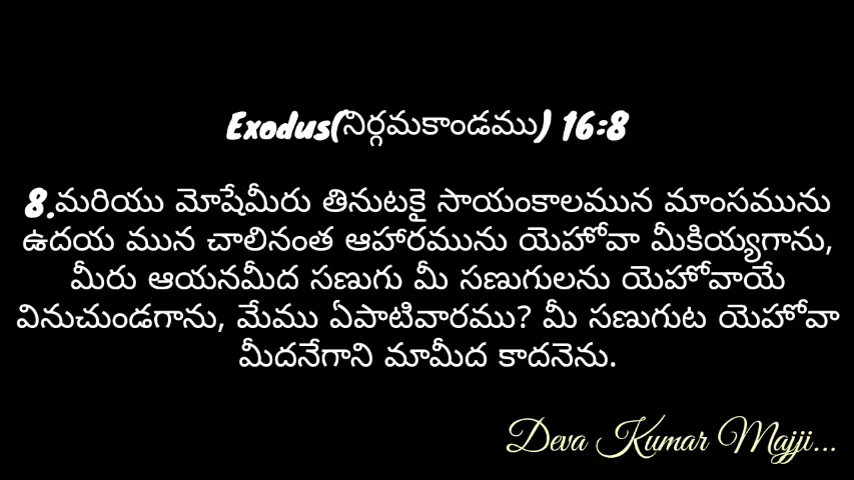 Exodus(నిర్గమకాండము) 16:8
8.మరియు మోషేమీరు తినుటకై సాయంకాలమున మాంసమును
ఉదయ మున చాలినంత ఆహారమును యెహోవా మీకియ్యగాను,
మీరు ఆయనమీద సణుగు మీ సణుగులను యెహోవాయే
వినుచుండగాను, మేము ఏపాటివారము? మీ సణుగుట యెహోవా
మీదనేగాని మామీద కాదనెను.
Deva Kumar Majji...